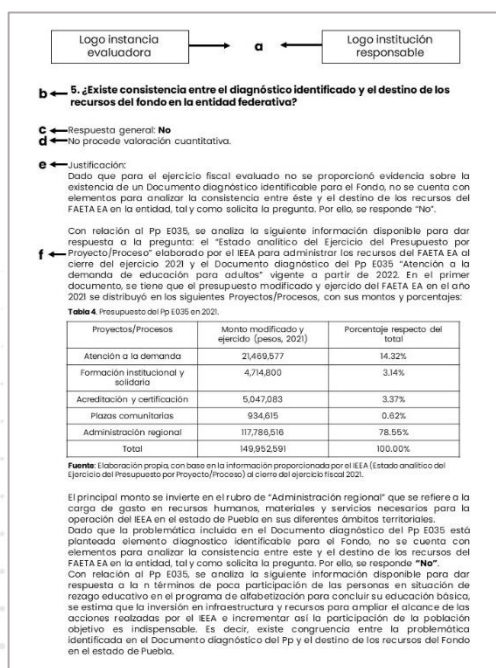 Logo instancia evaluadora
a
Logo institución responsable
b
5. ¿Existe consistencia entre el diagnóstico identificado y el destino de los
recursos del fondo en la entidad federativa?
c
Respuesta general: No
d
No procede valoración cuantitativa.
e
Justificación:
Dado que para el ejercicio fiscal evaluado no se proporcionó evidencia sobre la
existencia de un Documento diagnóstico identificable para el Fondo, no se cuenta con
elementos para analizar la consistencia entre éste y el destino de los recursos del
FAETA EA en la entidad, tal y como solicita la pregunta. Por ello, se responde "No".
Con relación al Pp E035, se analiza la siguiente información disponible para dar
respuesta a la pregunta: el "Estado analítico del Ejercicio del Presupuesto por
f
Proyecto/Proceso" elaborado por el IEEA para administrar los recursos del FAETA EA al
cierre del ejercicio 2021 y el Documento diagnóstico del Pp E035 "Atención a la
demanda de educación para adultos" vigente a partir de 2022. En el primer
documento, se tiene que el presupuesto modificado y ejercido del FAETA EA en el año
2021 se distribuyó en los siguientes Proyectos/Procesos, con sus montos y porcentajes:
Tabla 4. Presupuesto del Pp E035 en 2021.
Proyectos/Procesos
Monto modificado y ejercido (pesos, 2021)
Porcentaje respecto del total
Atención a la demanda 21,469,577 14.32%
Formación institucional y solidaria 4,714,800 3.14%
Acreditación y certificación 5,047,083 3.37%
Plazas comunitarias 934,615 0.62%
Administración regional 117,786,516 78.55%
Total 149,952,591 100.00%
Fuente: Elaboración propia, con base en la información proporcionada por el IEEA (Estado analítico del
Ejercicio del Presupuesto por Proyecto/Proceso) al cierre del ejercicio fiscal 2021.
El principal monto se invierte en el rubro de "Administración regional" que se refiere a la
carga de gasto en recursos humanos, materiales y servicios necesarios para la
operación del IEEA en el estado de Puebla en sus diferentes ámbitos territoriales.
Dado que la problemática incluida en el Documento diagnóstico del Pp E035 está
planteada elemento diagnostico identificable para el Fondo, no se cuenta con
elementos para analizar la consistencia entre este y el destino de los recursos del
FAETA EA en la entidad, tal y como solicita la pregunta. Por ello, se responde "No".
Con relación al Pp E035, se analiza la siguiente información disponible para dar
respuesta a la n términos de poca participación de las personas en situación de
rezago educativo en el programa de alfabetización para concluir su educación básica,
se estima que la inversión en infraestructura y recursos para ampliar el alcance de las
acciones realzadas por el IEEA e incrementar así la participación de la población
objetivo es indispensable. Es decir, existe congruencia entre la problemática
identificada en el Documento diagnóstico del Pp y el destino de los recursos del Fondo
en el estado de Puebla.